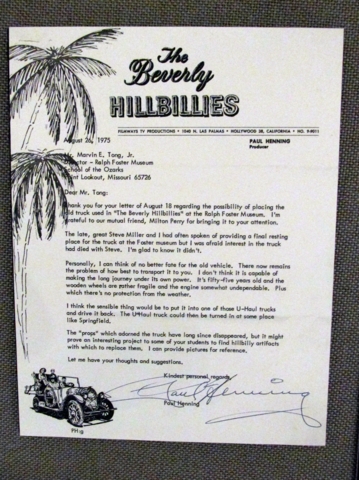 The
Beverly
HILLBILLIES
FILMWAYS TV PRODUCTIONS • 1040 N. LAS PALMAS • HOLLYWOOD 38, CALIFORNIA • HO. 9-8011
PAUL HENNING
Producer
August 26, 1975
Mr. Marvin E. Tong, Jr.
Director - Ralph Foster Museum
School of the Ozarks
Point Lookout, Missouri 65726
Dear Mr. Tong:
Thank you for your letter of August 18 regarding the possibility of placing the
old truck used in "The Beverly Hillbillies" at the Ralph Foster Museum. I'm
grateful to our mutual friend, Milton Perry for bringing it to your attention.
The late, great Steve Miller and I had often spoken of providing a final resting
place for the truck at the Foster museum but I was afraid interest in the truck
had died with Steve. I'm glad to know it didn't.
Personally, I can think of no better fate for the old vehicle. There now remains
the problem of how best to transport it to you. I don't think it is capable of
making the long journey under its own power. It's fifty-five years old and the
wooden wheels are rather fragile and the engine somewhat undependable. Plus
which there's no protection from the weather.
I think the sensible thing would be to put it into one of those U-Haul trucks
and drive it back. The U-Haul truck could then be turned in at some place
like Springfield.
The "props" which adorned the truck have long since disappeared, but it might
prove an interesting project to some of your students to find hillbilly artifacts
with which to replace them. I can provide pictures for reference.
Let me have your thoughts and suggestions.
Kindest personal regards,
Paul Henning
Paul Henning
PH:g